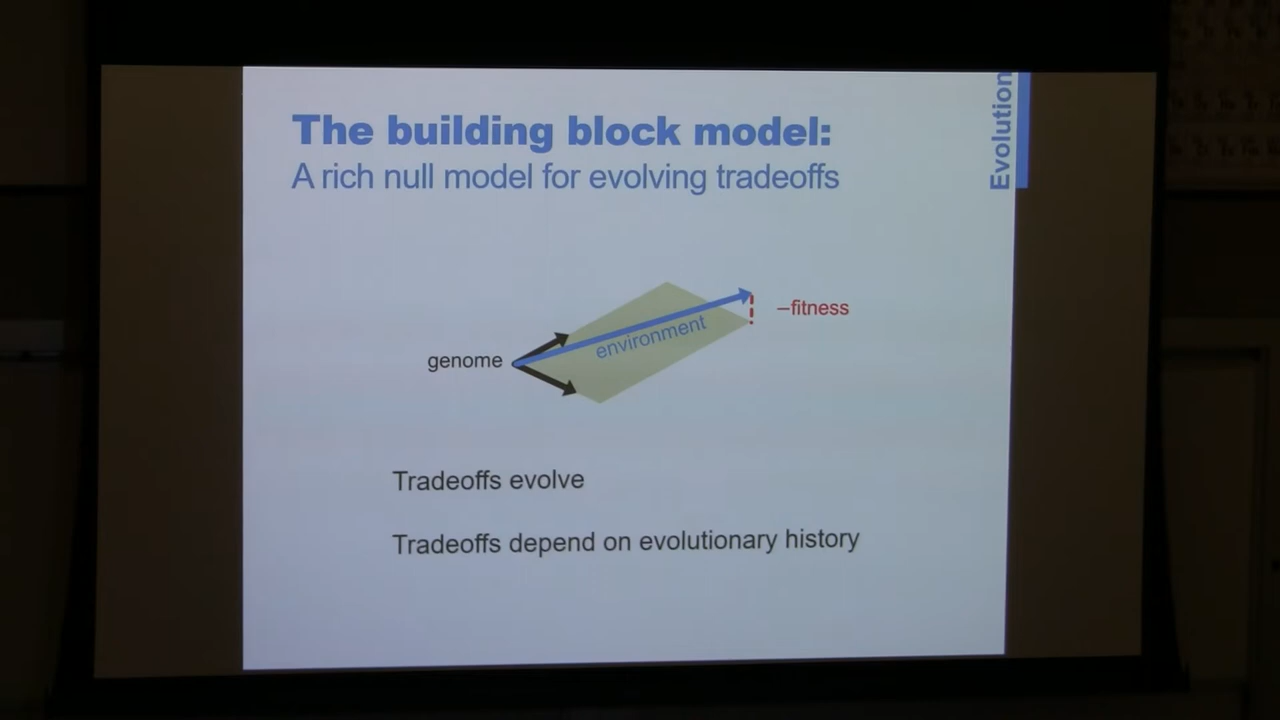 The building block model:
A rich null model for evolving tradeoffs
Evolution
environment
–fitness
genome
Tradeoffs evolve
Tradeoffs depend on evolutionary history